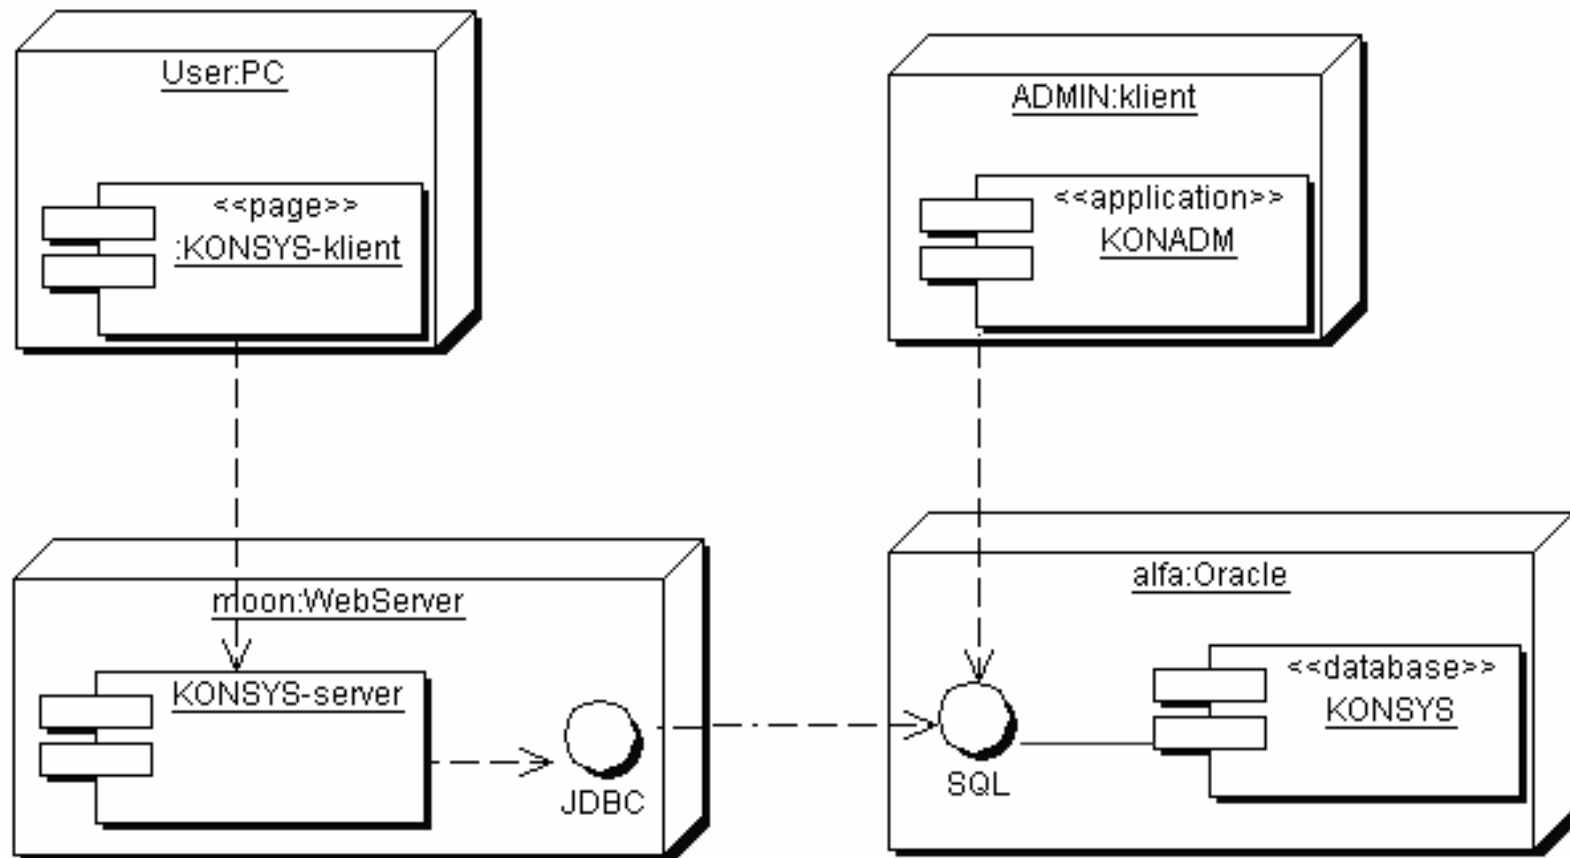 User:PC
<<page>>
:KONSYS-klient
ADMIN:klient
<<application>>
KONADM
moon:WebServer
KONSYS-server
JDBC
alfa:Oracle
<<database>>
KONSYS
SQL